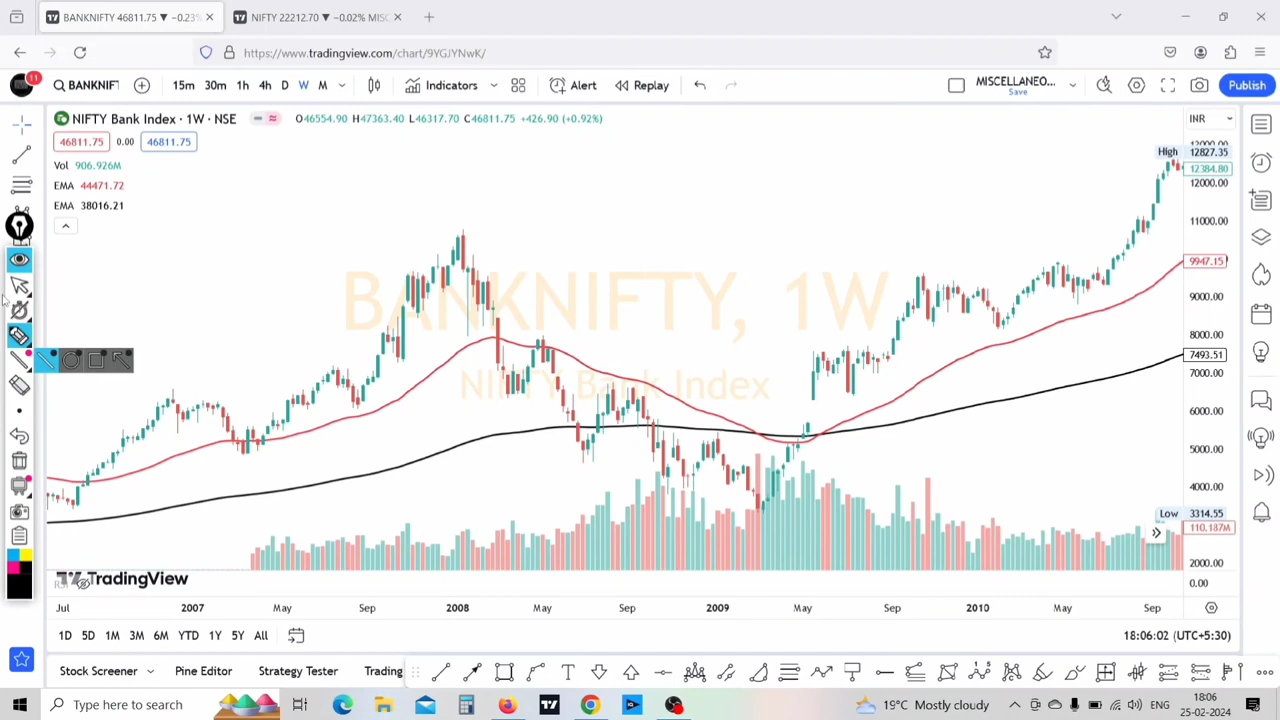 BANKNIFTY 46811.75 ▼ −0.23%
NIFTY 22212.70 ▼ −0.02% MISC
https://www.tradingview.com/chart/9YGJYNwK/
11
BANKNIFT
15m 30m 1h 4h D W M
Indicators
Alert
Replay
MISCELLANEO...
Save
Publish
NIFTY Bank Index · 1W · NSE
O46554.90 H47363.40 L46317.70 C46811.75 +426.90 (+0.92%)
46811.75 0.00 46811.75
Vol 906.926M
EMA 44471.72
EMA 38016.21
BANKNIFTY, 1W
NIFTY Bank Index
INR
High 12827.35
12384.80
12000.00
11000.00
9947.15
9000.00
8000.00
7493.51
7000.00
6000.00
5000.00
4000.00
Low 3314.55
110.187M
2000.00
0.00
TradingView
Jul 2007 May Sep 2008 May Sep 2009 May Sep 2010 May Sep
1D 5D 1M 3M 6M YTD 1Y 5Y All
18:06:02 (UTC+5:30)
Stock Screener Pine Editor Strategy Tester Trading
Type here to search
19°C Mostly cloudy
ENG
18:06
25-02-2024